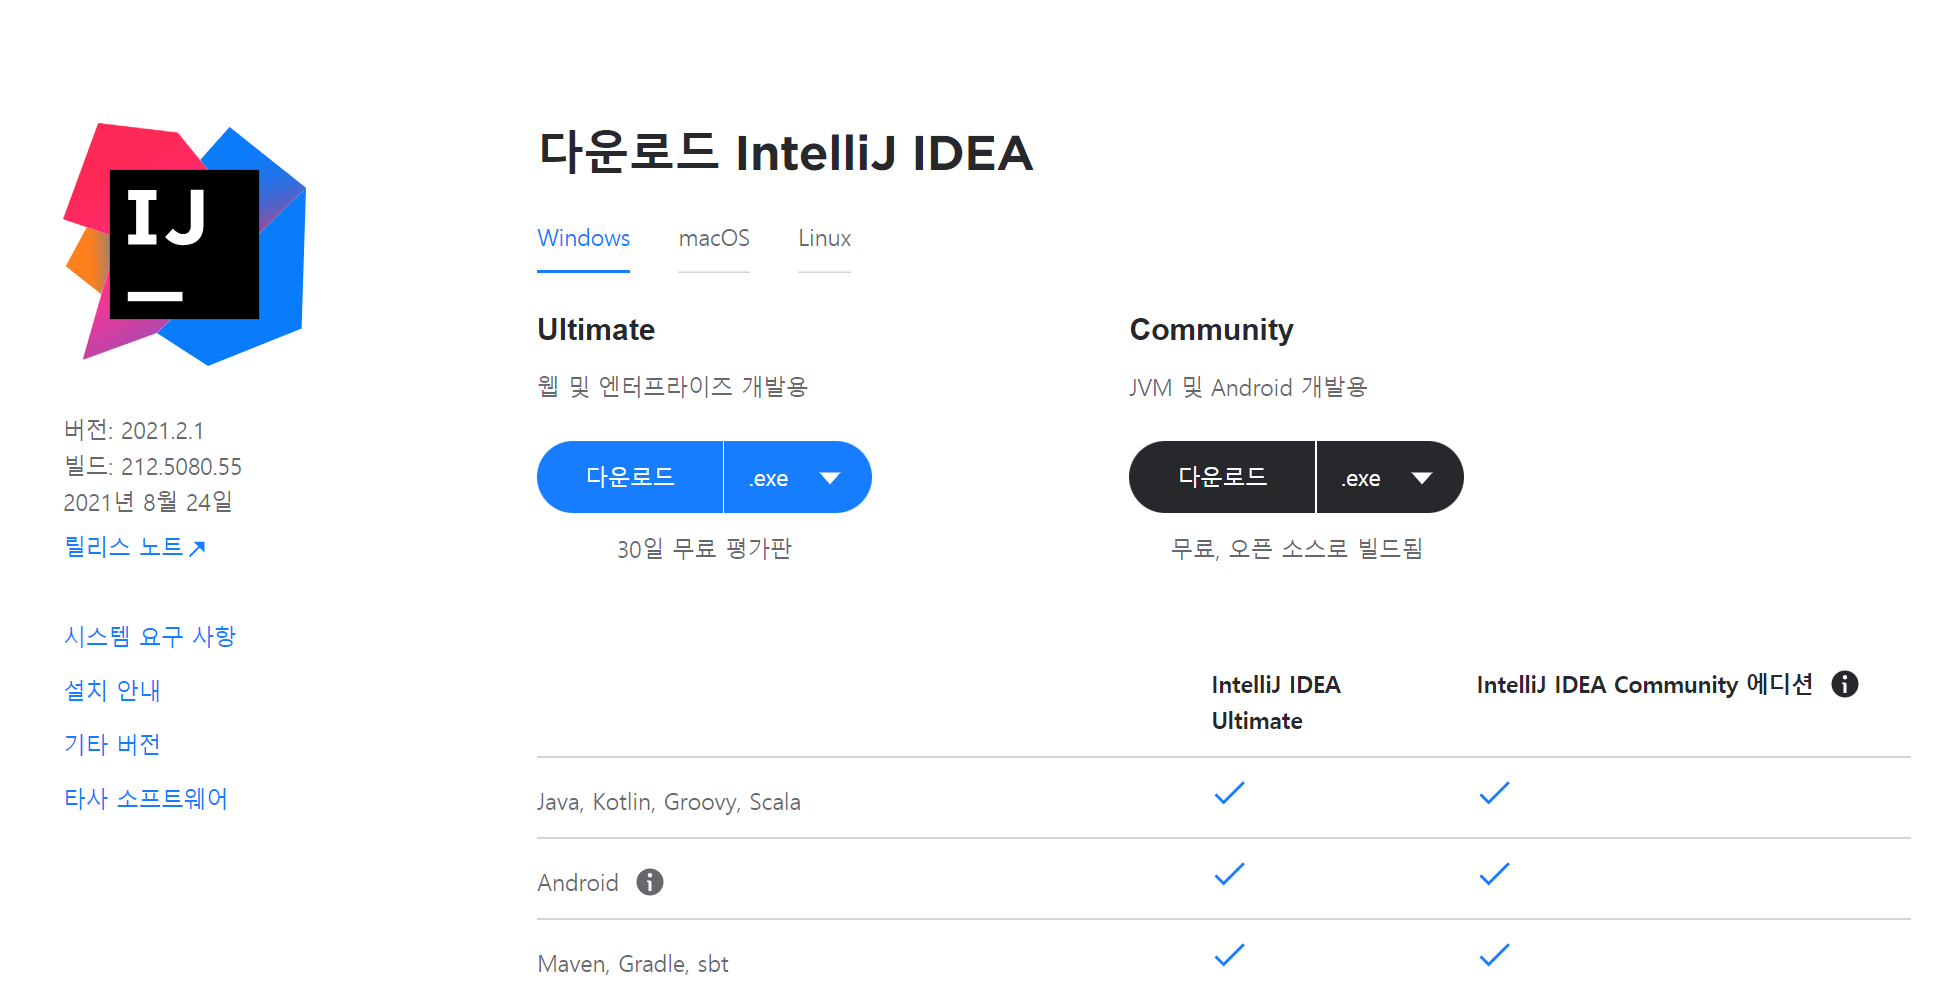 IJ
버전: 2021.2.1
빌드: 212.5080.55
2021년 8월 24일
릴리스 노트
시스템 요구 사항
설치 안내
기타 버전
타사 소프트웨어
다운로드 IntelliJ IDEA
Windows macOS Linux
Ultimate
웹 및 엔터프라이즈 개발용
다운로드 .exe
30일 무료 평가판
Community
JVM 및 Android 개발용
다운로드 .exe
무료, 오픈 소스로 빌드됨
IntelliJ IDEA
Ultimate
IntelliJ IDEA Community 에디션
Java, Kotlin, Groovy, Scala
Android
Maven, Gradle, sbt